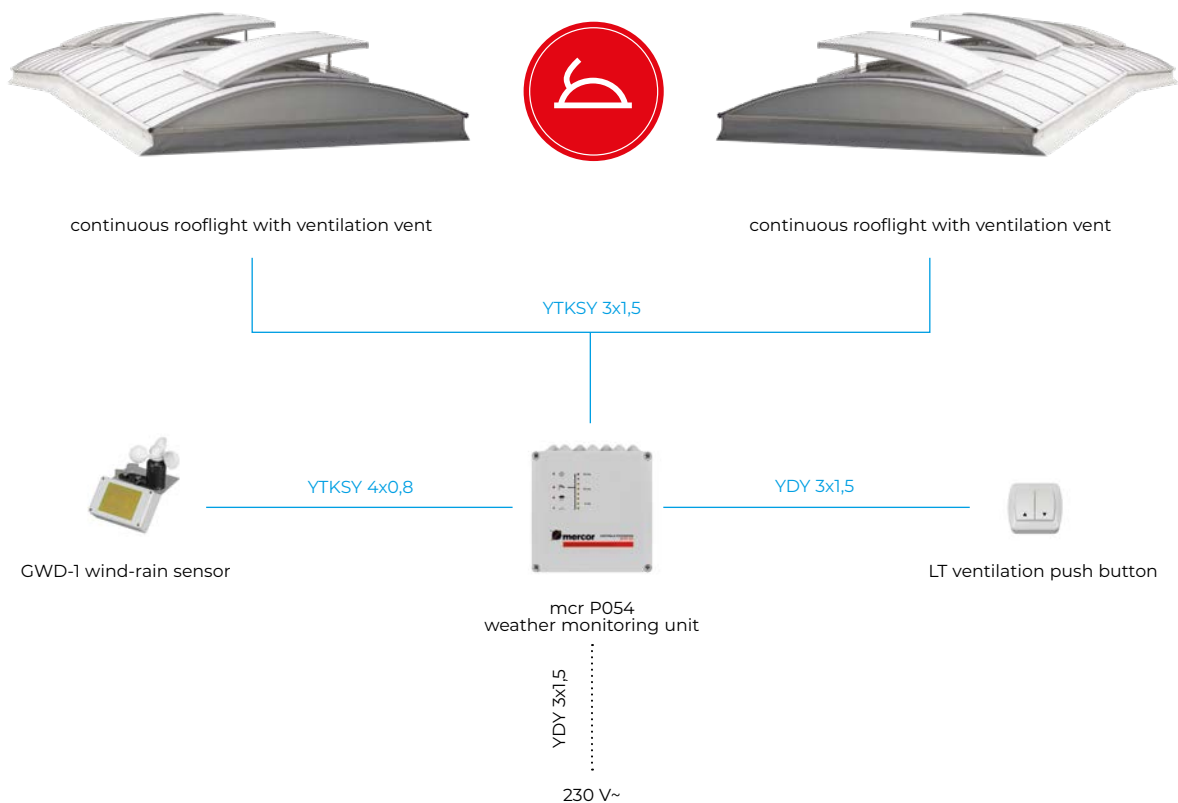 continuous rooflight with ventilation vent
continuous rooflight with ventilation vent
YTKSY 3x1,5
YTKSY 4x0,8
YDY 3x1,5
mercor
GWD-1 wind-rain sensor
LT ventilation push button
mcr P054
weather monitoring unit
YDY 3x1,5
230 V~